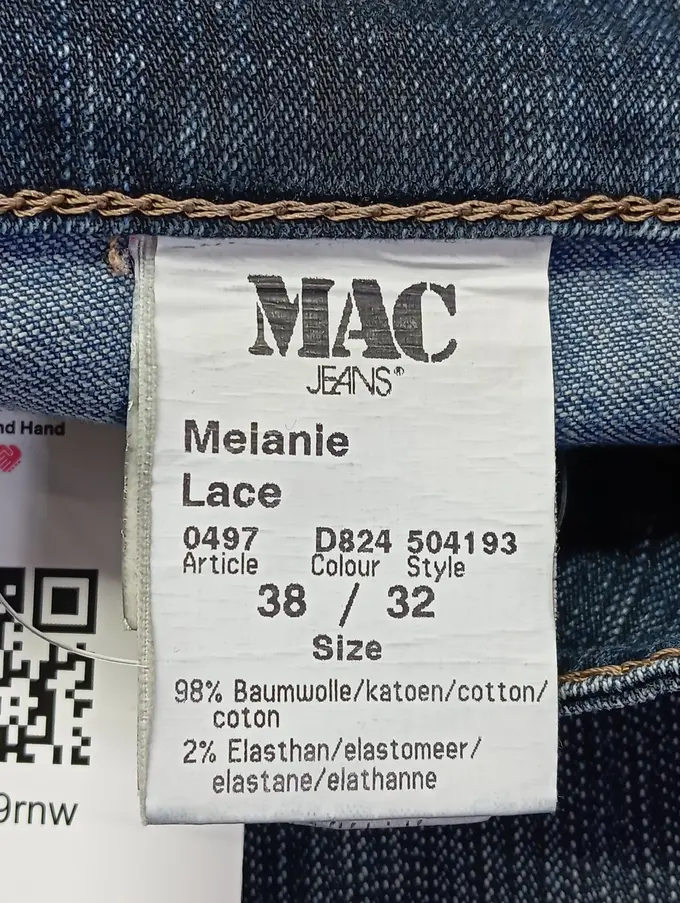 MAC
JEANS®
Melanie
Lace
0497 D824 504193
Article Colour Style
38 / 32
Size
98% Baumwolle/katoen/cotton/
coton
2% Elasthan/elastomeer/
elastane/elathanne
nd Hand
9rnw